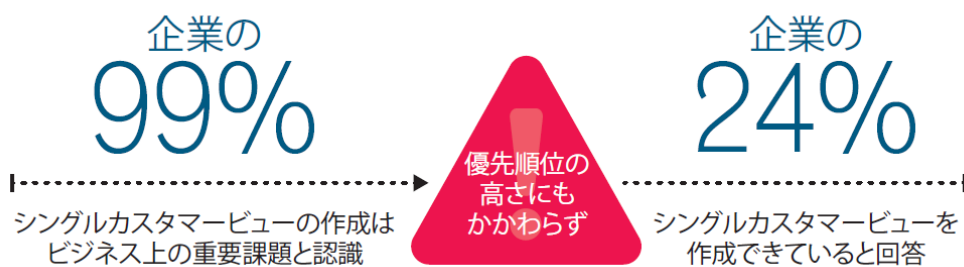 企業の
99%
シングルカスタマービューの作成は
ビジネス上の重要課題と認識
!
優先順位の
高さにも
かかわらず
企業の
24%
シングルカスタマービューを
作成できていると回答